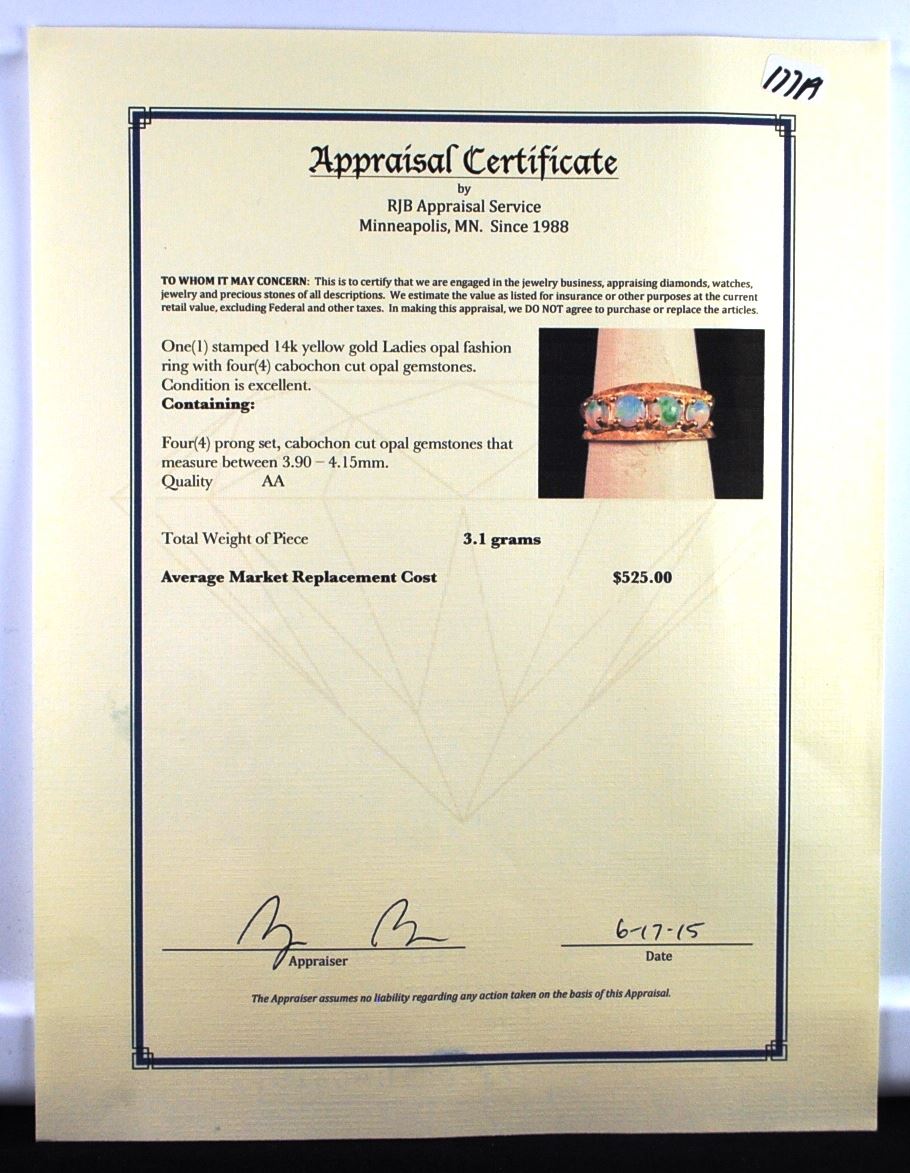 177A
Appraisal Certificate
by
RJB Appraisal Service
Minneapolis, MN. Since 1988
TO WHOM IT MAY CONCERN: This is to certify that we are engaged in the jewelry business, appraising diamonds, watches,
jewelry and precious stones of all descriptions. We estimate the value as listed for insurance or other purposes at the current
retail value, excluding Federal and other taxes. In making this appraisal, we DO NOT agree to purchase or replace the articles.
One(1) stamped 14k yellow gold Ladies opal fashion
ring with four(4) cabochon cut opal gemstones.
Condition is excellent.
Containing:
Four(4) prong set, cabochon cut opal gemstones that
measure between 3.90 – 4.15mm.
Quality AA
Total Weight of Piece 3.1 grams
Average Market Replacement Cost $525.00
6-17-15
Appraiser Date
The Appraiser assumes no liability regarding any action taken on the basis of this Appraisal.